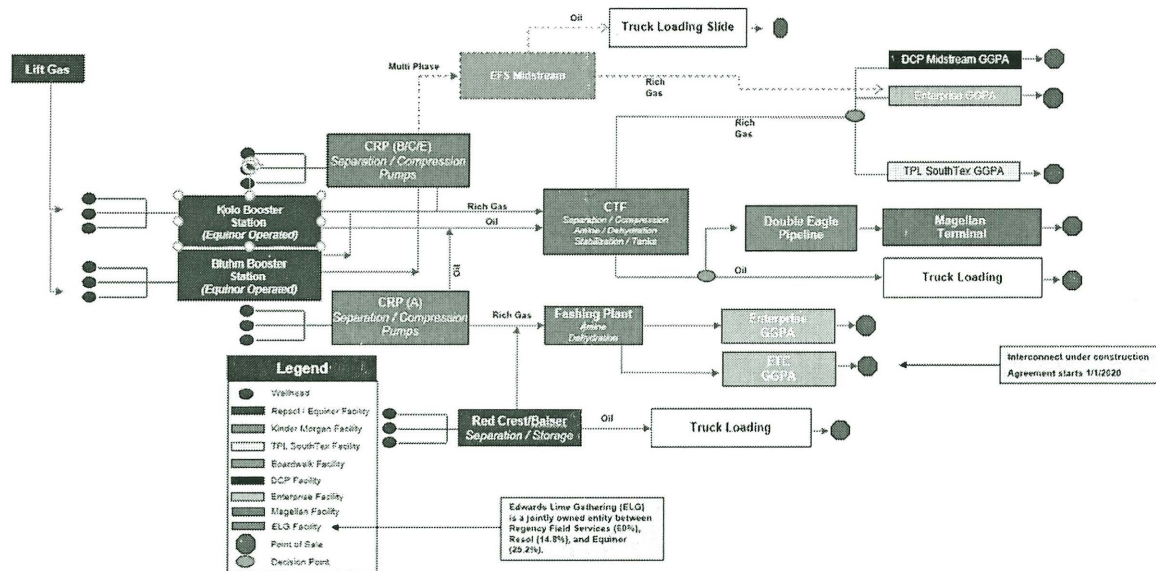 Oil
Truck Loading Slide
Lift Gas
Multi Phase
EFS Midstream
Rich
Gas
DCP Midstream GGPA
Enterprise GGPA
Rich
Gas
TPL SouthTex GGPA
CRP (B/C/E)
Separation / Compression
Pumps
Kolo Booster
Station
(Equinor Operated)
Rich Gas
Oil
CTF
Separation / Compression
Amine / Dehydration
Stabilization / Tanks
Double Eagle
Pipeline
Magellan
Terminal
Bluhm Booster
Station
(Equinor Operated)
Oil
Oil
Truck Loading
CRP (A)
Separation / Compression
Pumps
Rich Gas
Fashing Plant
Amine
Dehydration
Enterprise
GGPA
ETC
GGPA
Interconnect under construction
Agreement starts 1/1/2020
Red Crest/Balser
Separation / Storage
Oil
Truck Loading
Legend
Wellhead
Repsol / Equinor Facility
Kinder Morgan Facility
TPL SouthTex Facility
Boardwalk Facility
DCP Facility
Enterprise Facility
Magellan Facility
ELG Facility
Point of Sale
Decision Point
Edwards Lime Gathering (ELG)
is a jointly owned entity between
Regency Field Services (60%),
Resol (14.8%), and Equinor
(25.2%).